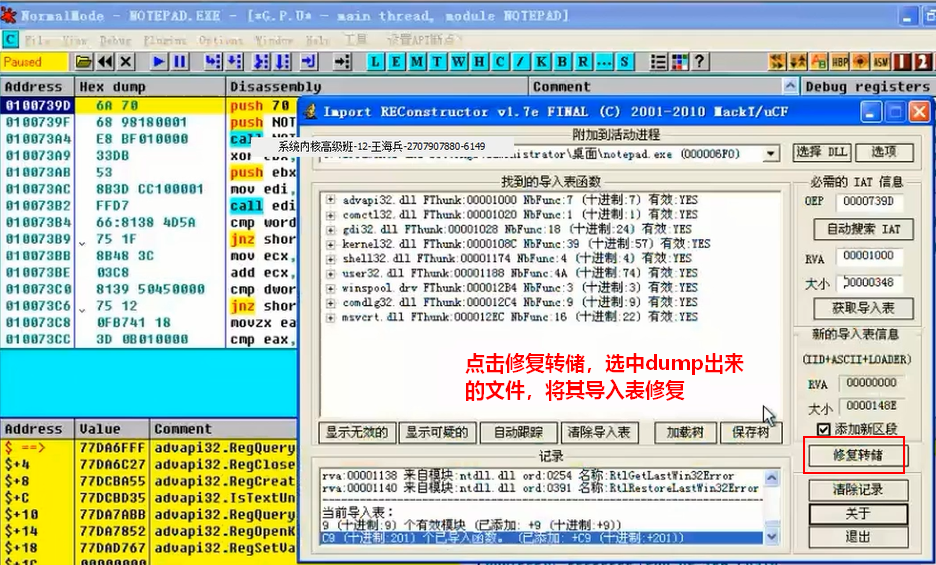 NormalMode - NOTEPAD.EXE - [*G.P.U* - main thread, module NOTEPAD]
C File View Debug Plugins Options Window Help 工具
Paused L E M T W H C / K B R ... S ?
Address Hex dump Disassembly Comment Debug registers
0100739D 6A 70 push 70
0100739F 68 98180001 push NOT
010073A4 E8 BF010000
010073A9 33DB
010073AB 53 push ebx
010073AC 8B3D CC100001 mov edi,
010073B2 FFD7 call edi
010073B4 66:8138 4D5A cmp word
010073B9 75 1F jnz shor
010073BB 8B48 3C mov ecx,
010073BE 03C8 add ecx,
010073C0 8139 50450000 cmp dwor
010073C6 75 12 jnz shor
010073C8 0FB741 18 movzx ea
010073CC 3D 0B010000 cmp eax,
Address Value Comment
$ ==> 77DA6FFF advapi32.RegQuery
$+4 77DA6C27 advapi32.RegClose
$+8 77DCBA55 advapi32.RegCreat
$+C 77DCBD35 advapi32.IsTextUn
$+10 77DA7ABB advapi32.RegQuery
$+14 77DA7852 advapi32.RegOpenK
$+18 77DAD767 advapi32.RegSetVa
系统内核高级班-12-王海兵-2707907880-6149
Import REConstructor v1.7e FINAL (C) 2001-2010 MackT/uCF
附加到活动进程
\桌面\notepad.exe (000006F0)
选择 DLL
选项
找到的导入表函数
advapi32.dll FThunk:00001000 NbFunc:7 (十进制:7) 有效:YES
comctl32.dll FThunk:00001020 NbFunc:1 (十进制:1) 有效:YES
gdi32.dll FThunk:00001028 NbFunc:18 (十进制:24) 有效:YES
kernel32.dll FThunk:0000108C NbFunc:39 (十进制:57) 有效:YES
shell32.dll FThunk:00001174 NbFunc:4 (十进制:4) 有效:YES
user32.dll FThunk:00001188 NbFunc:4A (十进制:74) 有效:YES
winspool.drv FThunk:000012B4 NbFunc:3 (十进制:3) 有效:YES
comdlg32.dll FThunk:000012C4 NbFunc:9 (十进制:9) 有效:YES
msvcrt.dll FThunk:000012EC NbFunc:16 (十进制:22) 有效:YES
点击修复转储，选中dump出来
的文件，将其导入表修复
显示无效的
显示可疑的
自动跟踪
清除导入表
加载树
保存树
记录
rva:00001138 来自模块:ntdll.dll ord:0254 名称:RtlGetLastWin32Error
rva:00001140 来自模块:ntdll.dll ord:0391 名称:RtlRestoreLastWin32Error
当前导入表:
9 (十进制:9) 个有效模块 (已添加: +9 (十进制:+9))
C9 (十进制:201) 个已导入函数。 (已添加: +C9 (十进制:+201))
必需的 IAT 信息
OEP 0000739D
自动搜索 IAT
RVA 00001000
大小 00000348
获取导入表
新的导入表信息
(IID+ASCII+LOADER)
RVA 00000000
大小 0000148E
添加新区段
修复转储
清除记录
关于
退出